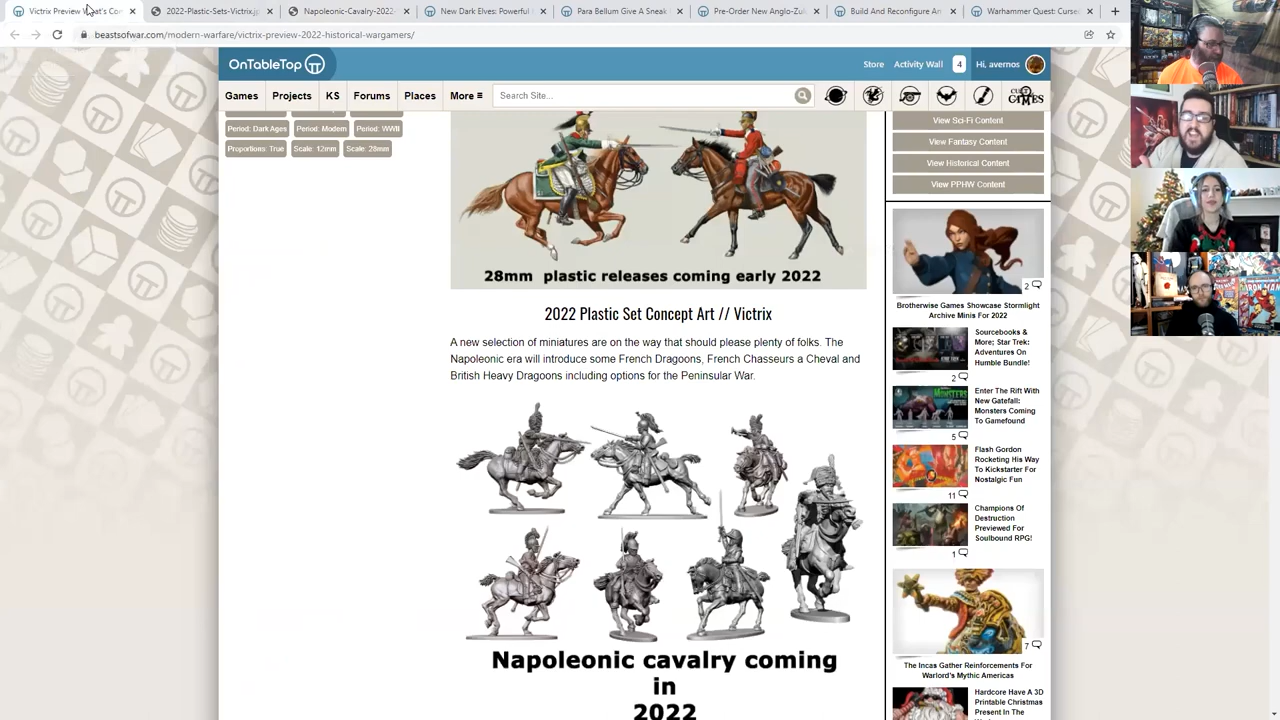 Victrix Preview What's Co
2022-Plastic-Sets-Victrix.jp
Napoleonic-Cavalry-2022-
New Dark Elves: Powerful
Para Bellum Give A Sneak
Pre-Order New Anglo-Zul
Build And Reconfigure An
Warhammer Quest: Curse
beastsofwar.com/modern-warfare/victrix-preview-2022-historical-wargamers/
OnTableTop
Store
Activity Wall
4
Hi, avernos
Games
Projects
KS
Forums
Places
More
Search Site...
GAMES
Period: Dark Ages
Period: Modern
Period: WWII
Proportions: True
Scale: 12mm
Scale: 28mm
28mm plastic releases coming early 2022
2022 Plastic Set Concept Art // Victrix
A new selection of miniatures are on the way that should please plenty of folks. The
Napoleonic era will introduce some French Dragoons, French Chasseurs a Cheval and
British Heavy Dragoons including options for the Peninsular War.
Napoleonic cavalry coming
in
2022
View Sci-Fi Content
View Fantasy Content
View Historical Content
View PPHW Content
2
Brotherwise Games Showcase Stormlight
Archive Minis For 2022
Sourcebooks &
More; Star Trek:
Adventures On
Humble Bundle!
2
MONSTERS
Enter The Rift With
New Gatefall:
Monsters Coming
To Gamefound
5
Flash Gordon
Rocketing His Way
To Kickstarter For
Nostalgic Fun
11
Champions Of
Destruction
Previewed For
Soulbound RPG!
1
7
The Incas Gather Reinforcements For
Warlord's Mythic Americas
Hardcore Have A 3D
Printable Christmas
Present In The
IRON MAN